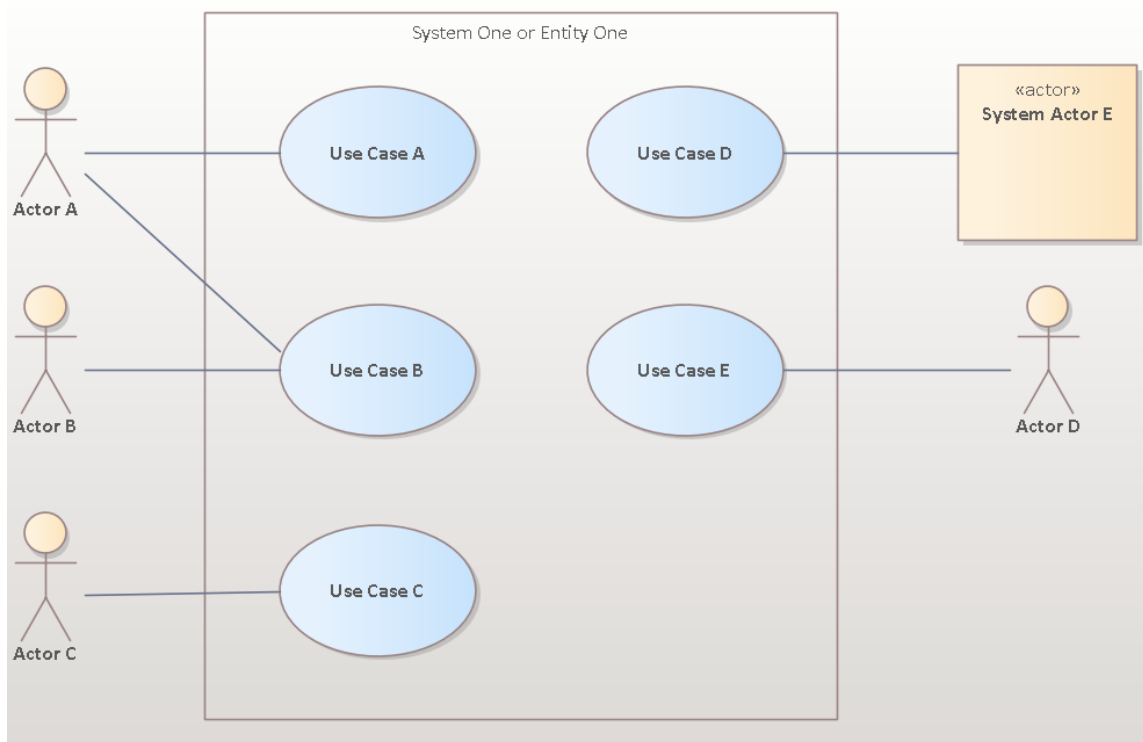 System One or Entity One
«actor»
System Actor E
Use Case A
Use Case D
Actor A
Use Case B
Use Case E
Actor B
Actor D
Use Case C
Actor C